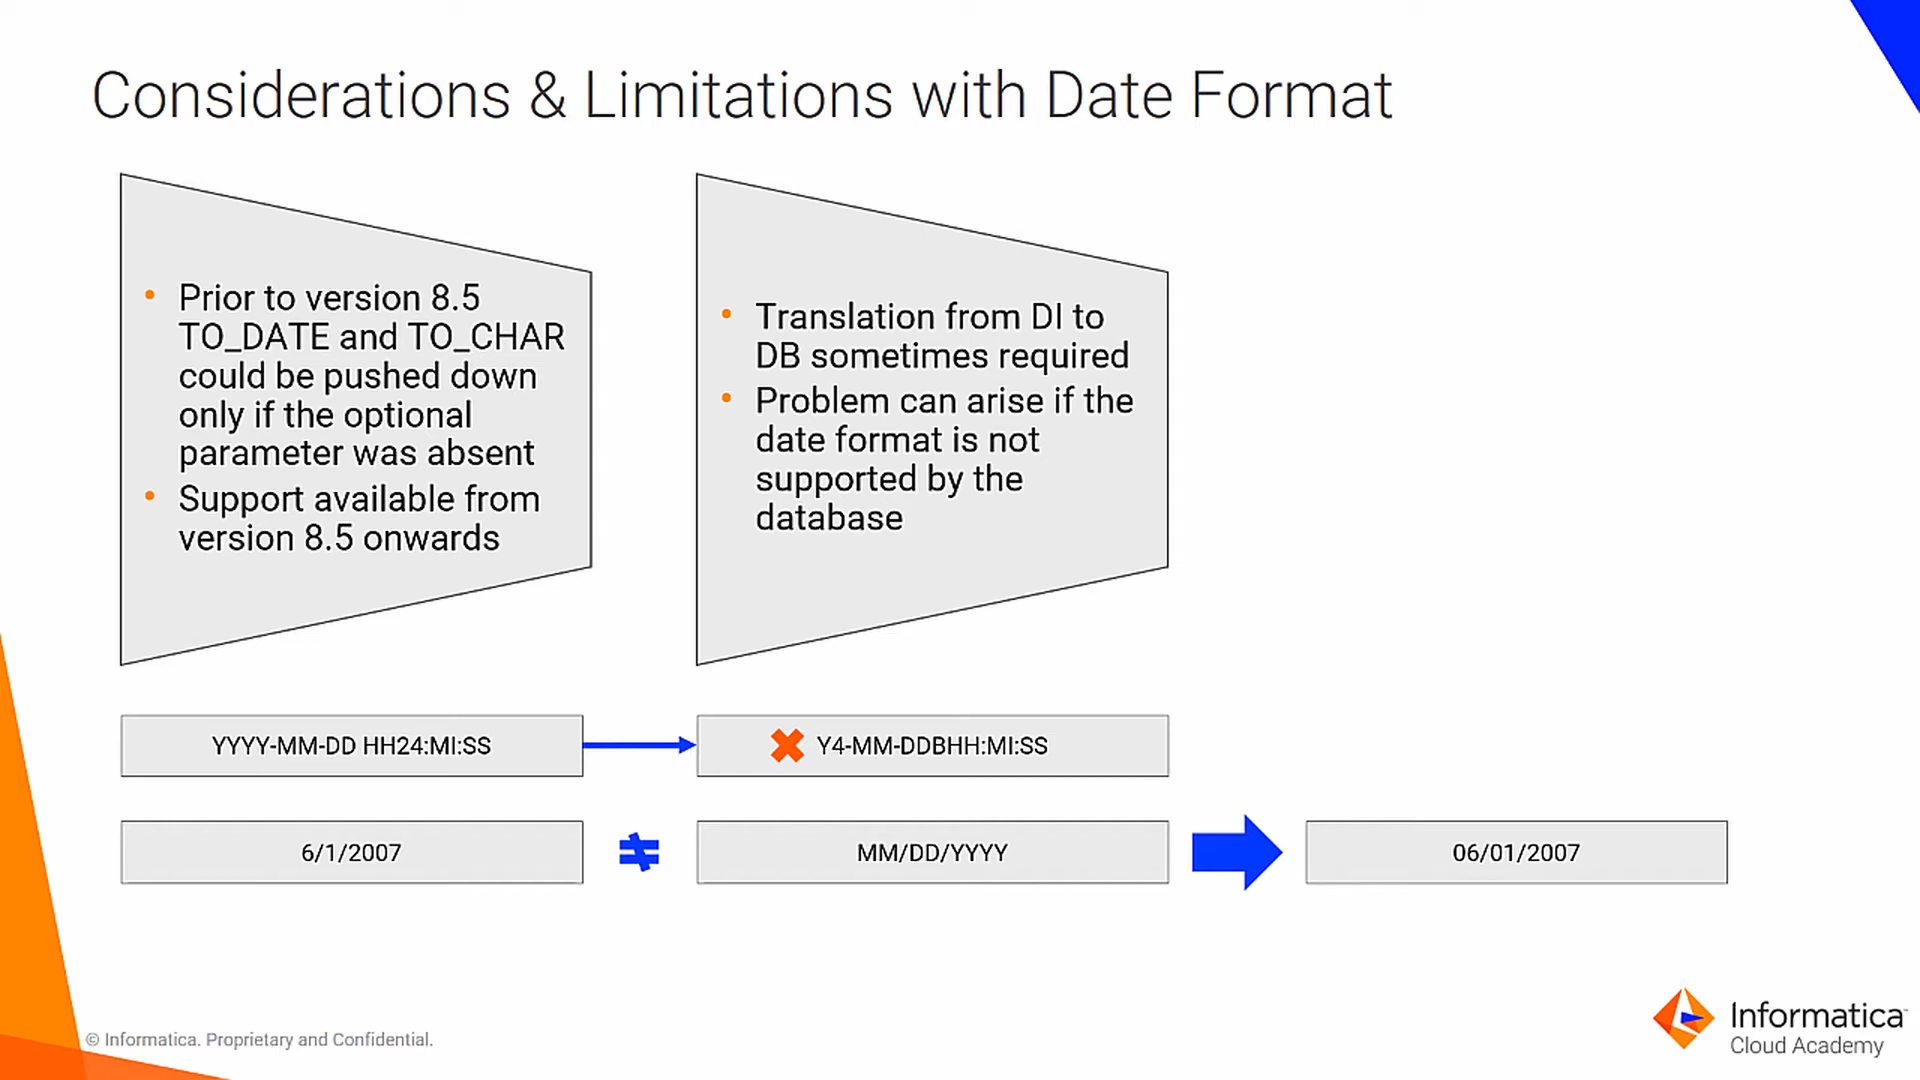 Considerations & Limitations with Date Format
• Prior to version 8.5
TO_DATE and TO_CHAR
could be pushed down
only if the optional
parameter was absent
• Support available from
version 8.5 onwards
• Translation from DI to
DB sometimes required
• Problem can arise if the
date format is not
supported by the
database
YYYY-MM-DD HH24:MI:SS
Y4-MM-DDBHH:MI:SS
6/1/2007
≠
MM/DD/YYYY
06/01/2007
© Informatica. Proprietary and Confidential.
Informatica
Cloud Academy